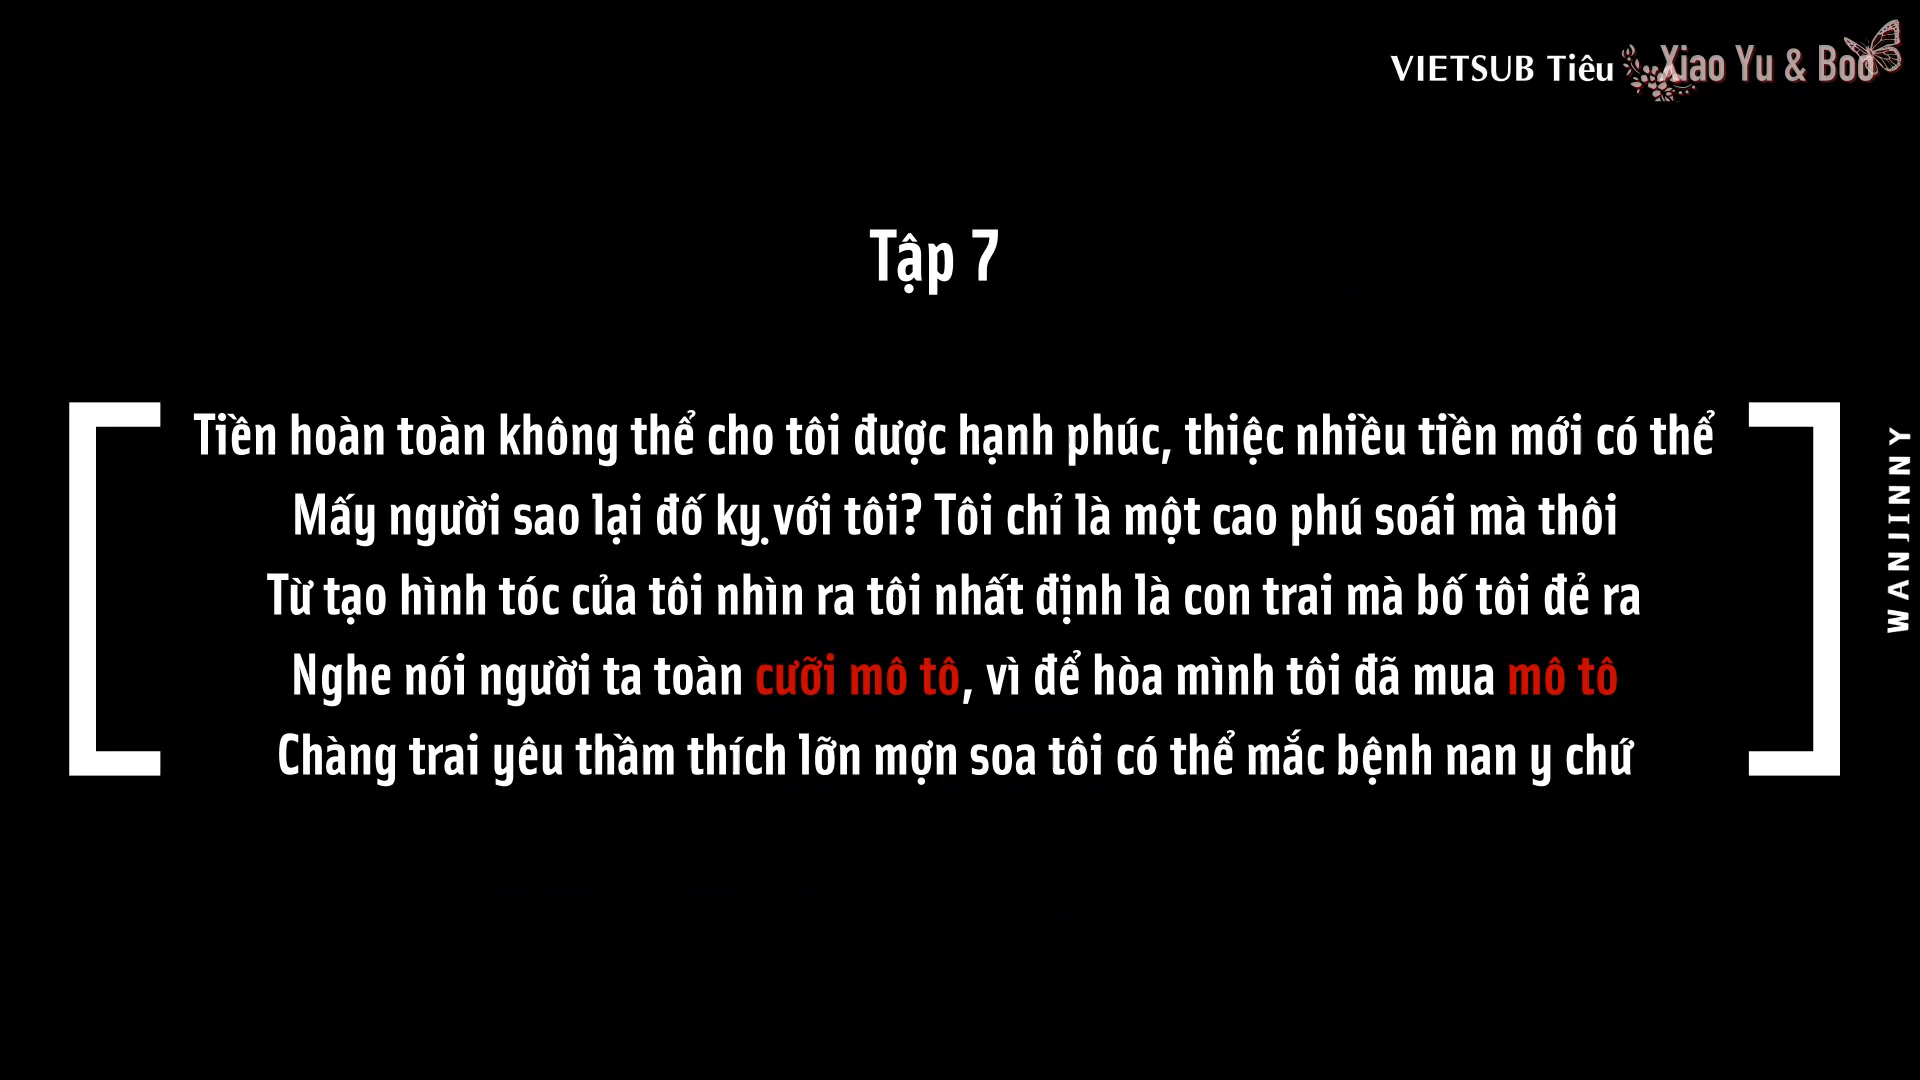 VIETSUB Tiêu Xiao Yu & Boo
Tập 7
Tiền hoàn toàn không thể cho tôi được hạnh phúc, thiệc nhiều tiền mới có thể
Mấy người sao lại đố kỵ với tôi? Tôi chỉ là một cao phú soái mà thôi
Từ tạo hình tóc của tôi nhìn ra tôi nhất định là con trai mà bố tôi đẻ ra
Nghe nói người ta toàn cưỡi mô tô, vì để hòa mình tôi đã mua mô tô
Chàng trai yêu thầm thích lỡn mợn soa tôi có thể mắc bệnh nan y chứ
WANJINNY